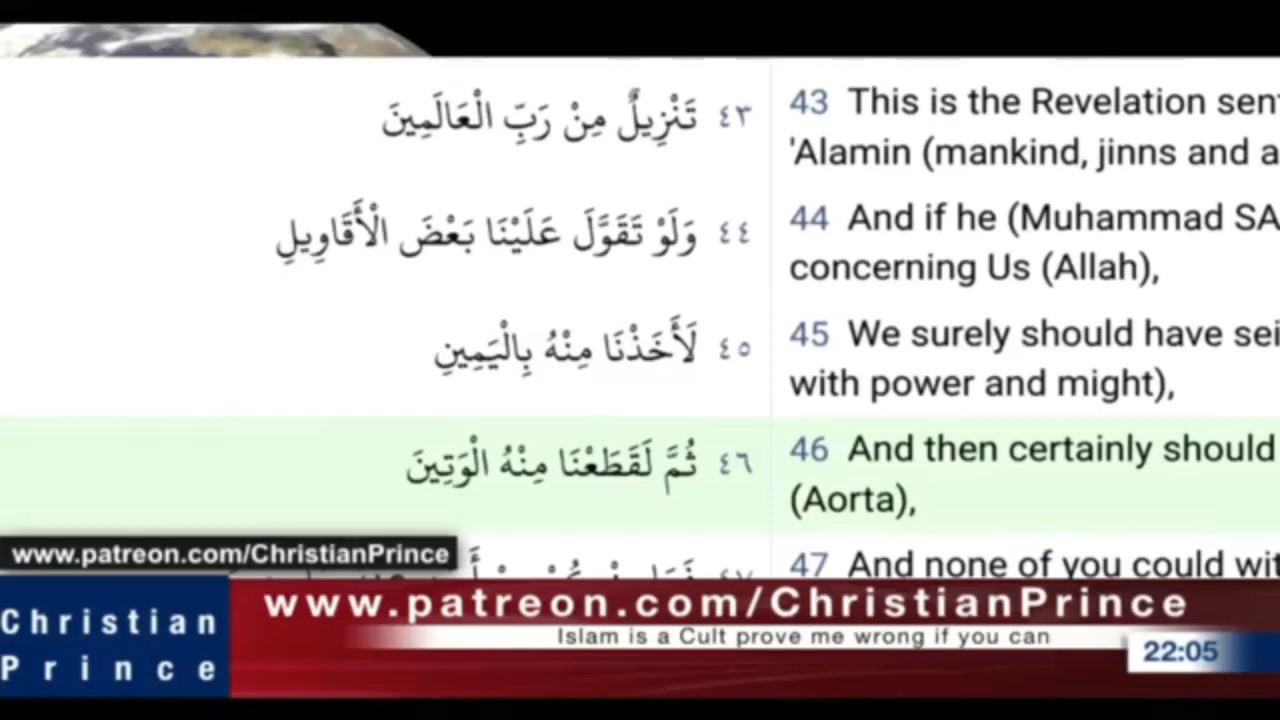 تَنْزِيلٌ مِنْ رَبِّ الْعَالَمِينَ ٤٣
43 This is the Revelation sen
'Alamin (mankind, jinns and a
وَلَوْ تَقَوَّلَ عَلَيْنَا بَعْضَ الْأَقَاوِيلِ ٤٤
44 And if he (Muhammad SA
concerning Us (Allah),
لَأَخَذْنَا مِنْهُ بِالْيَمِينِ ٤٥
45 We surely should have sei
with power and might),
ثُمَّ لَقَطَعْنَا مِنْهُ الْوَتِينَ ٤٦
46 And then certainly should
(Aorta),
47 And none of you could wit
www.patreon.com/ChristianPrince
Christian
Prince
www.patreon.com/ChristianPrince
Islam is a Cult prove me wrong if you can
22:05